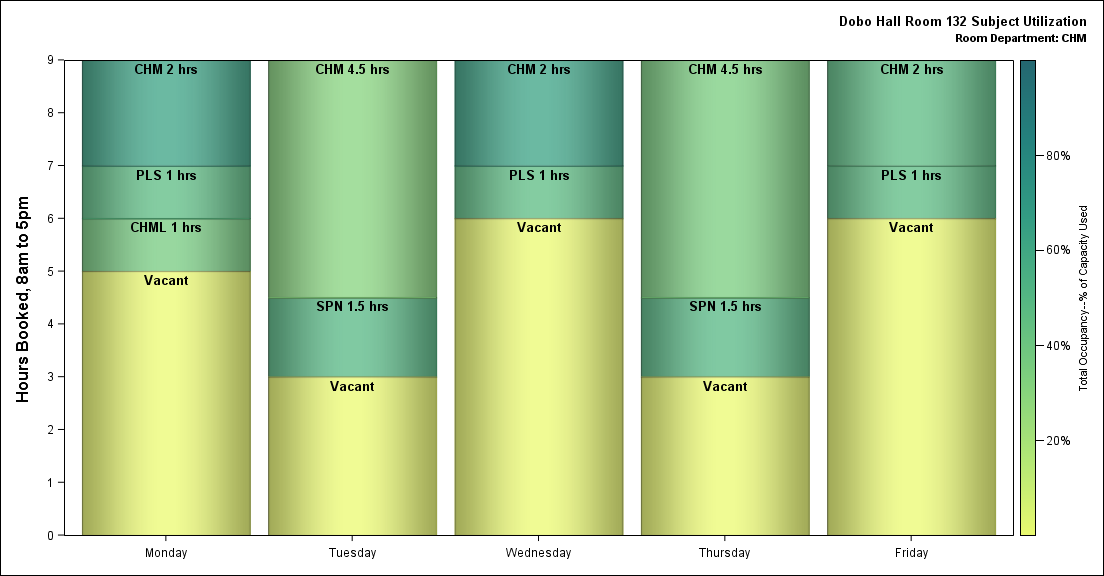 Dobo Hall Room 132 Subject Utilization
Room Department: CHM
Hours Booked, 8am to 5pm
9
8
7
6
5
4
3
2
1
0
CHM 2 hrs
PLS 1 hrs
CHML 1 hrs
Vacant
CHM 4.5 hrs
SPN 1.5 hrs
Vacant
CHM 2 hrs
PLS 1 hrs
Vacant
CHM 4.5 hrs
SPN 1.5 hrs
Vacant
CHM 2 hrs
PLS 1 hrs
Vacant
Monday
Tuesday
Wednesday
Thursday
Friday
80%
60%
40%
20%
Total Occupancy--% of Capacity Used